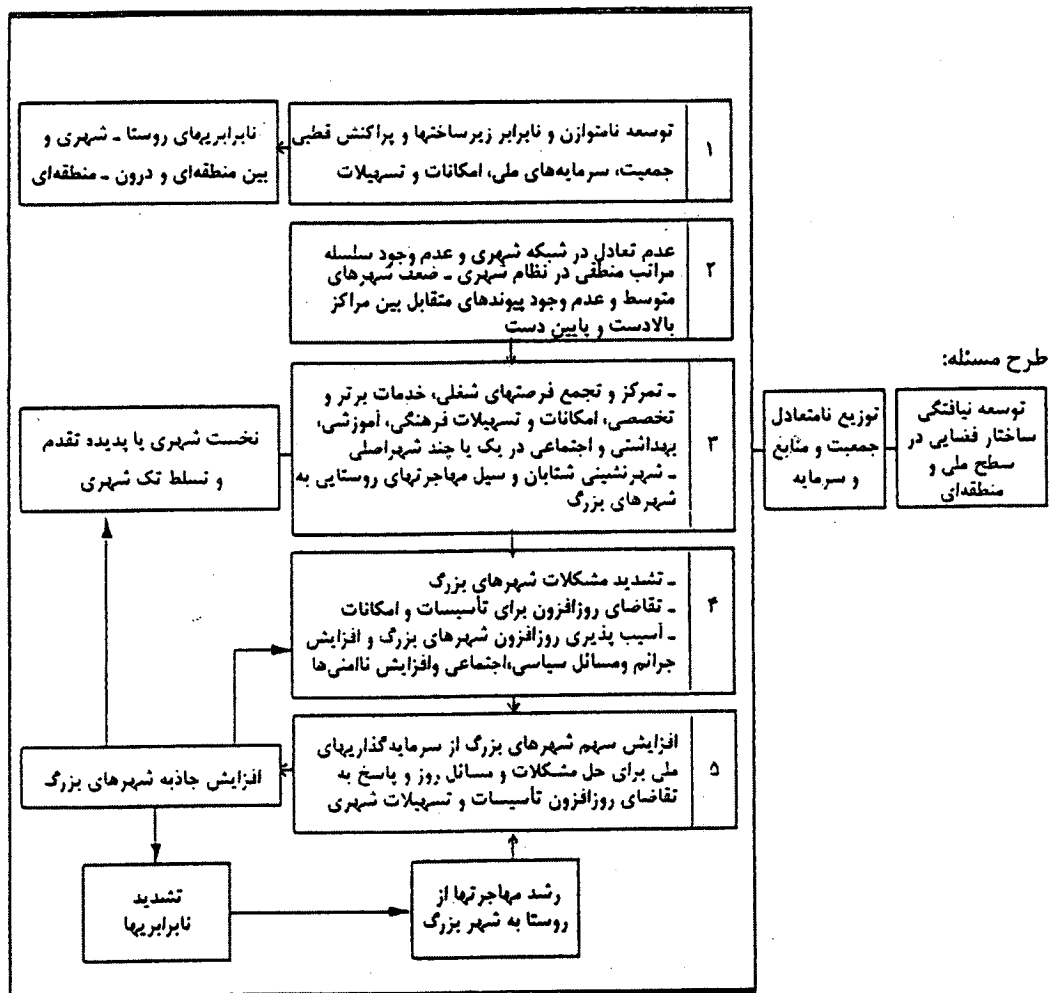 طرح مسئله:
توسعه نیافتگی
ساختار فضایی در
سطح ملی و
منطقه‌ای
توزیع نامتعادل
جمعیت و منابع
و سرمایه
۱
توسعه نامتوازن و نابرابر زیرساختها و پراکنش قطبی
جمعیت، سرمایه‌های ملی، امکانات و تسهیلات
نابرابریهای روستا ـ شهری و
بین منطقه‌ای و درون ـ منطقه‌ای
۲
عدم تعادل در شبکه شهری و عدم وجود سلسله
مراتب منطقی در نظام شهری ـ ضعف شهرهای
متوسط و عدم وجود پیوندهای متقابل بین مراکز
بالادست و پایین دست
۳
ـ تمرکز و تجمع فرصتهای شغلی، خدمات برتر و
تخصصی، امکانات و تسهیلات فرهنگی، آموزشی،
بهداشتی و اجتماعی در یک یا چند شهراصلی
ـ شهرنشینی شتابان و سیل مهاجرتهای روستایی به
شهرهای بزرگ
نخست شهری یا پدیده تقدم
و تسلط تک شهری
۴
ـ تشدید مشکلات شهرهای بزرگ
ـ تقاضای روزافزون برای تأسیسات و امکانات
ـ آسیب پذیری روزافزون شهرهای بزرگ و افزایش
جرائم ومسائل سیاسی،اجتماعی وافزایش ناامنی‌ها
۵
افزایش سهم شهرهای بزرگ از سرمایه‌گذاریهای
ملی برای حل مشکلات و مسائل روز و پاسخ به
تقاضای روزافزون تأسیسات و تسهیلات شهری
افزایش جاذبه شهرهای بزرگ
تشدید
نابرابریها
رشد مهاجرتها از
روستا به شهر بزرگ